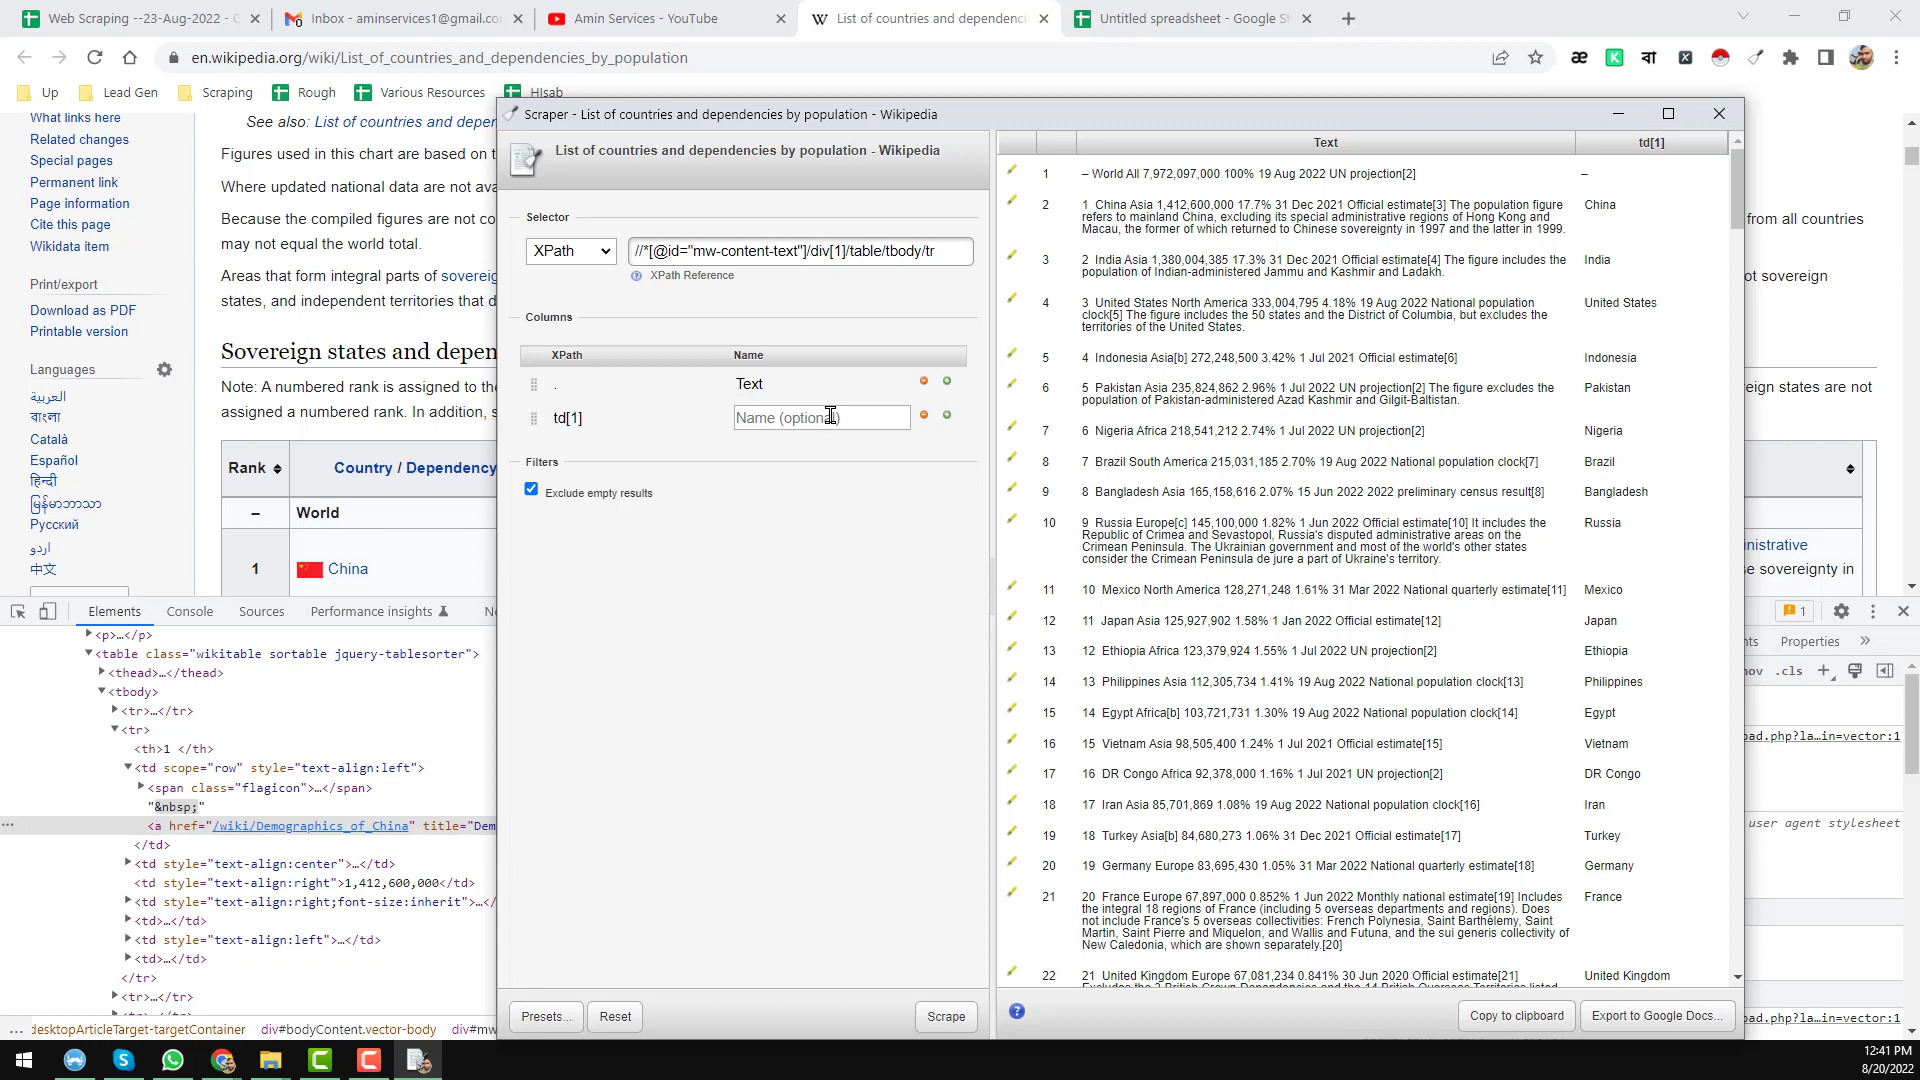 Web Scraping --23-Aug-2022 - G
Inbox - aminservices1@gmail.co
Amin Services - YouTube
List of countries and dependenci
Untitled spreadsheet - Google Sh
en.wikipedia.org/wiki/List_of_countries_and_dependencies_by_population
Up
Lead Gen
Scraping
Rough
Various Resources
HIsab
What links here
Related changes
Special pages
Permanent link
Page information
Cite this page
Wikidata item
Print/export
Download as PDF
Printable version
Languages
العربية
বাংলা
Català
Español
हिन्दी
မြန်မာဘာသာ
Русский
اردو
中文
See also: List of countries and deper
Figures used in this chart are based on t
Where updated national data are not ava
Because the compiled figures are not co
may not equal the world total.
Areas that form integral parts of sovereig
states, and independent territories that d
Sovereign states and depen
Note: A numbered rank is assigned to the
assigned a numbered rank. In addition, s
Rank
Country / Dependency
–
World
1
China
from all countries
ot sovereign
reign states are not
inistrative
e sovereignty in
Scraper - List of countries and dependencies by population - Wikipedia
List of countries and dependencies by population - Wikipedia
Selector
XPath
//*[@id="mw-content-text"]/div[1]/table/tbody/tr
XPath Reference
Columns
XPath
Name
.
Text
td[1]
Name (optional)
Filters
Exclude empty results
Presets...
Reset
Scrape
Text
td[1]
1
– World All 7,972,097,000 100% 19 Aug 2022 UN projection[2]
–
2
1 China Asia 1,412,600,000 17.7% 31 Dec 2021 Official estimate[3] The population figure
refers to mainland China, excluding its special administrative regions of Hong Kong and
Macau, the former of which returned to Chinese sovereignty in 1997 and the latter in 1999.
China
3
2 India Asia 1,380,004,385 17.3% 31 Dec 2021 Official estimate[4] The figure includes the
population of Indian-administered Jammu and Kashmir and Ladakh.
India
4
3 United States North America 333,004,795 4.18% 19 Aug 2022 National population
clock[5] The figure includes the 50 states and the District of Columbia, but excludes the
territories of the United States.
United States
5
4 Indonesia Asia[b] 272,248,500 3.42% 1 Jul 2021 Official estimate[6]
Indonesia
6
5 Pakistan Asia 235,824,862 2.96% 1 Jul 2022 UN projection[2] The figure excludes the
population of Pakistan-administered Azad Kashmir and Gilgit-Baltistan.
Pakistan
7
6 Nigeria Africa 218,541,212 2.74% 1 Jul 2022 UN projection[2]
Nigeria
8
7 Brazil South America 215,031,185 2.70% 19 Aug 2022 National population clock[7]
Brazil
9
8 Bangladesh Asia 165,158,616 2.07% 15 Jun 2022 2022 preliminary census result[8]
Bangladesh
10
9 Russia Europe[c] 145,100,000 1.82% 1 Jun 2022 Official estimate[10] It includes the
Republic of Crimea and Sevastopol, Russia's disputed administrative areas on the
Crimean Peninsula. The Ukrainian government and most of the world's other states
consider the Crimean Peninsula de jure a part of Ukraine's territory.
Russia
11
10 Mexico North America 128,271,248 1.61% 31 Mar 2022 National quarterly estimate[11]
Mexico
12
11 Japan Asia 125,927,902 1.58% 1 Jan 2022 Official estimate[12]
Japan
13
12 Ethiopia Africa 123,379,924 1.55% 1 Jul 2022 UN projection[2]
Ethiopia
14
13 Philippines Asia 112,305,734 1.41% 19 Aug 2022 National population clock[13]
Philippines
15
14 Egypt Africa[b] 103,721,731 1.30% 19 Aug 2022 National population clock[14]
Egypt
16
15 Vietnam Asia 98,505,400 1.24% 1 Jul 2021 Official estimate[15]
Vietnam
17
16 DR Congo Africa 92,378,000 1.16% 1 Jul 2021 UN projection[2]
DR Congo
18
17 Iran Asia 85,701,869 1.08% 19 Aug 2022 National population clock[16]
Iran
19
18 Turkey Asia[b] 84,680,273 1.06% 31 Dec 2021 Official estimate[17]
Turkey
20
19 Germany Europe 83,695,430 1.05% 31 Mar 2022 National quarterly estimate[18]
Germany
21
20 France Europe 67,897,000 0.852% 1 Jun 2022 Monthly national estimate[19] Includes
the integral 18 regions of France (including 5 overseas departments and regions). Does
not include France's 5 overseas collectivities: French Polynesia, Saint Barthélemy, Saint
Martin, Saint Pierre and Miquelon, and Wallis and Futuna, and the sui generis collectivity of
New Caledonia, which are shown separately.[20]
France
22
21 United Kingdom Europe 67,081,234 0.841% 30 Jun 2020 Official estimate[21]
United Kingdom
Copy to clipboard
Export to Google Docs...
Elements
Console
Sources
Performance insights
Ne
1
nts
Properties
<p>…</p>
<table class="wikitable sortable jquery-tablesorter">
<thead>…</thead>
<tbody>
<tr>…</tr>
<tr>
<th>1 </th>
<td scope="row" style="text-align:left">
<span class="flagicon">…</span>
"&nbsp;"
<a href="/wiki/Demographics_of_China" title="Dem
</td>
<td style="text-align:center">…</td>
<td style="text-align:right">1,412,600,000</td>
<td style="text-align:right;font-size:inherit">…</
<td>…</td>
<td style="text-align:left">…</td>
<td>…</td>
</tr>
<tr>…</tr>
<tr>…</tr>
desktopArticleTarget-targetContainer
div#bodyContent.vector-body
div#mw
hov
.cls
oad.php?la…in=vector:1
user agent stylesheet
oad.php?la…in=vector:1
12:41 PM
8/20/2022